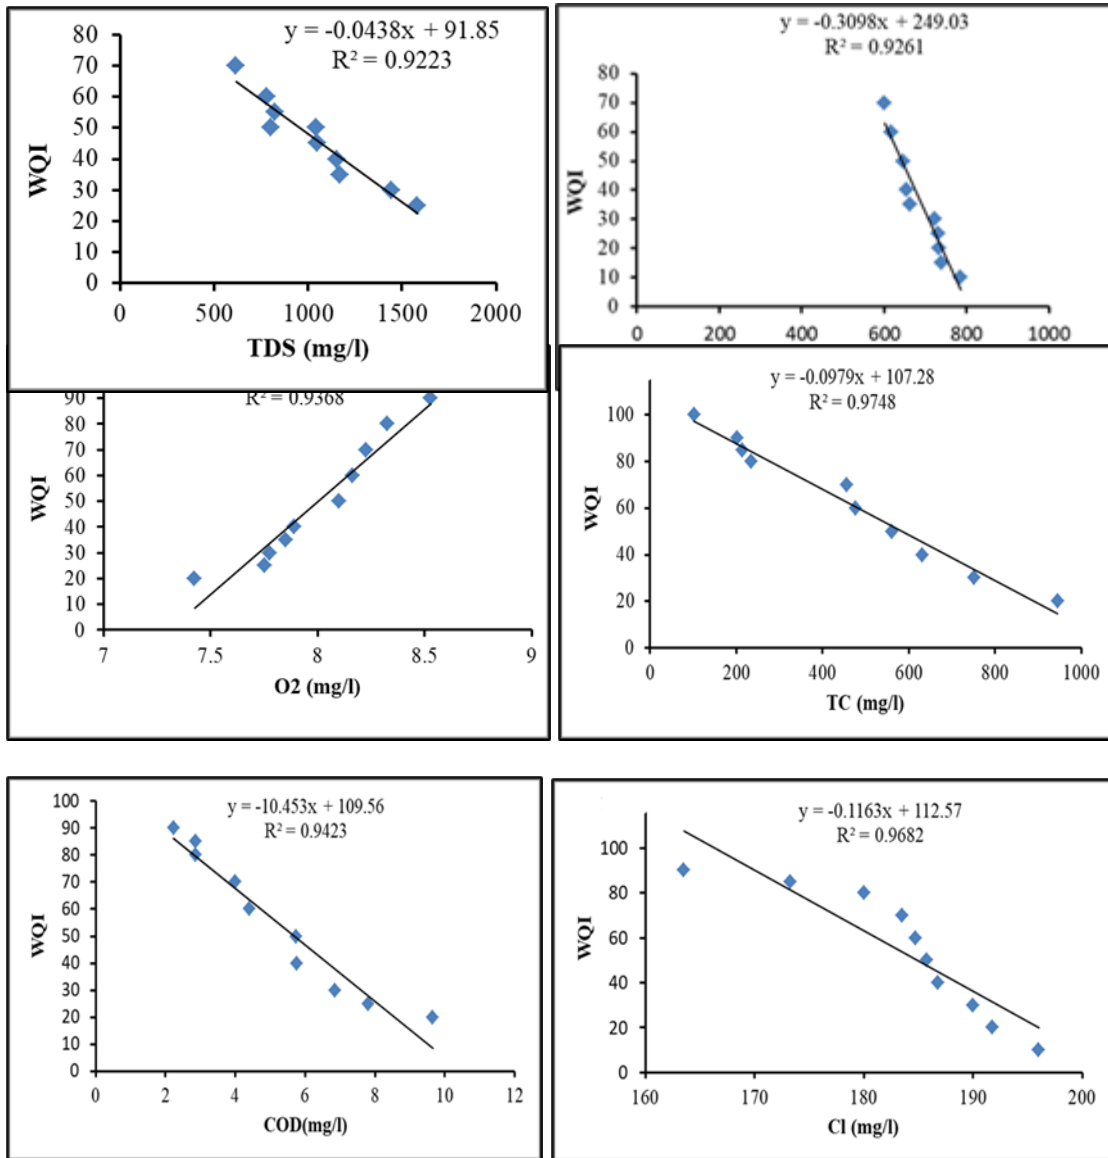 y = -0.0438x + 91.85
R² = 0.9223
80
70
60
50
40
30
20
10
0
WQI
0 500 1000 1500 2000
TDS (mg/l)
y = -0.3098x + 249.03
R² = 0.9261
80
70
60
50
40
30
20
10
0
WQI
0 200 400 600 800 1000
R² = 0.9368
90
80
70
60
50
40
30
20
10
0
WQI
7 7.5 8 8.5 9
O2 (mg/l)
y = -0.0979x + 107.28
R² = 0.9748
100
80
60
40
20
0
WQI
0 200 400 600 800 1000
TC (mg/l)
y = -10.453x + 109.56
R² = 0.9423
100
90
80
70
60
50
40
30
20
10
0
WQI
0 2 4 6 8 10 12
COD(mg/l)
y = -0.1163x + 112.57
R² = 0.9682
100
80
60
40
20
0
WQI
160 170 180 190 200
Cl (mg/l)